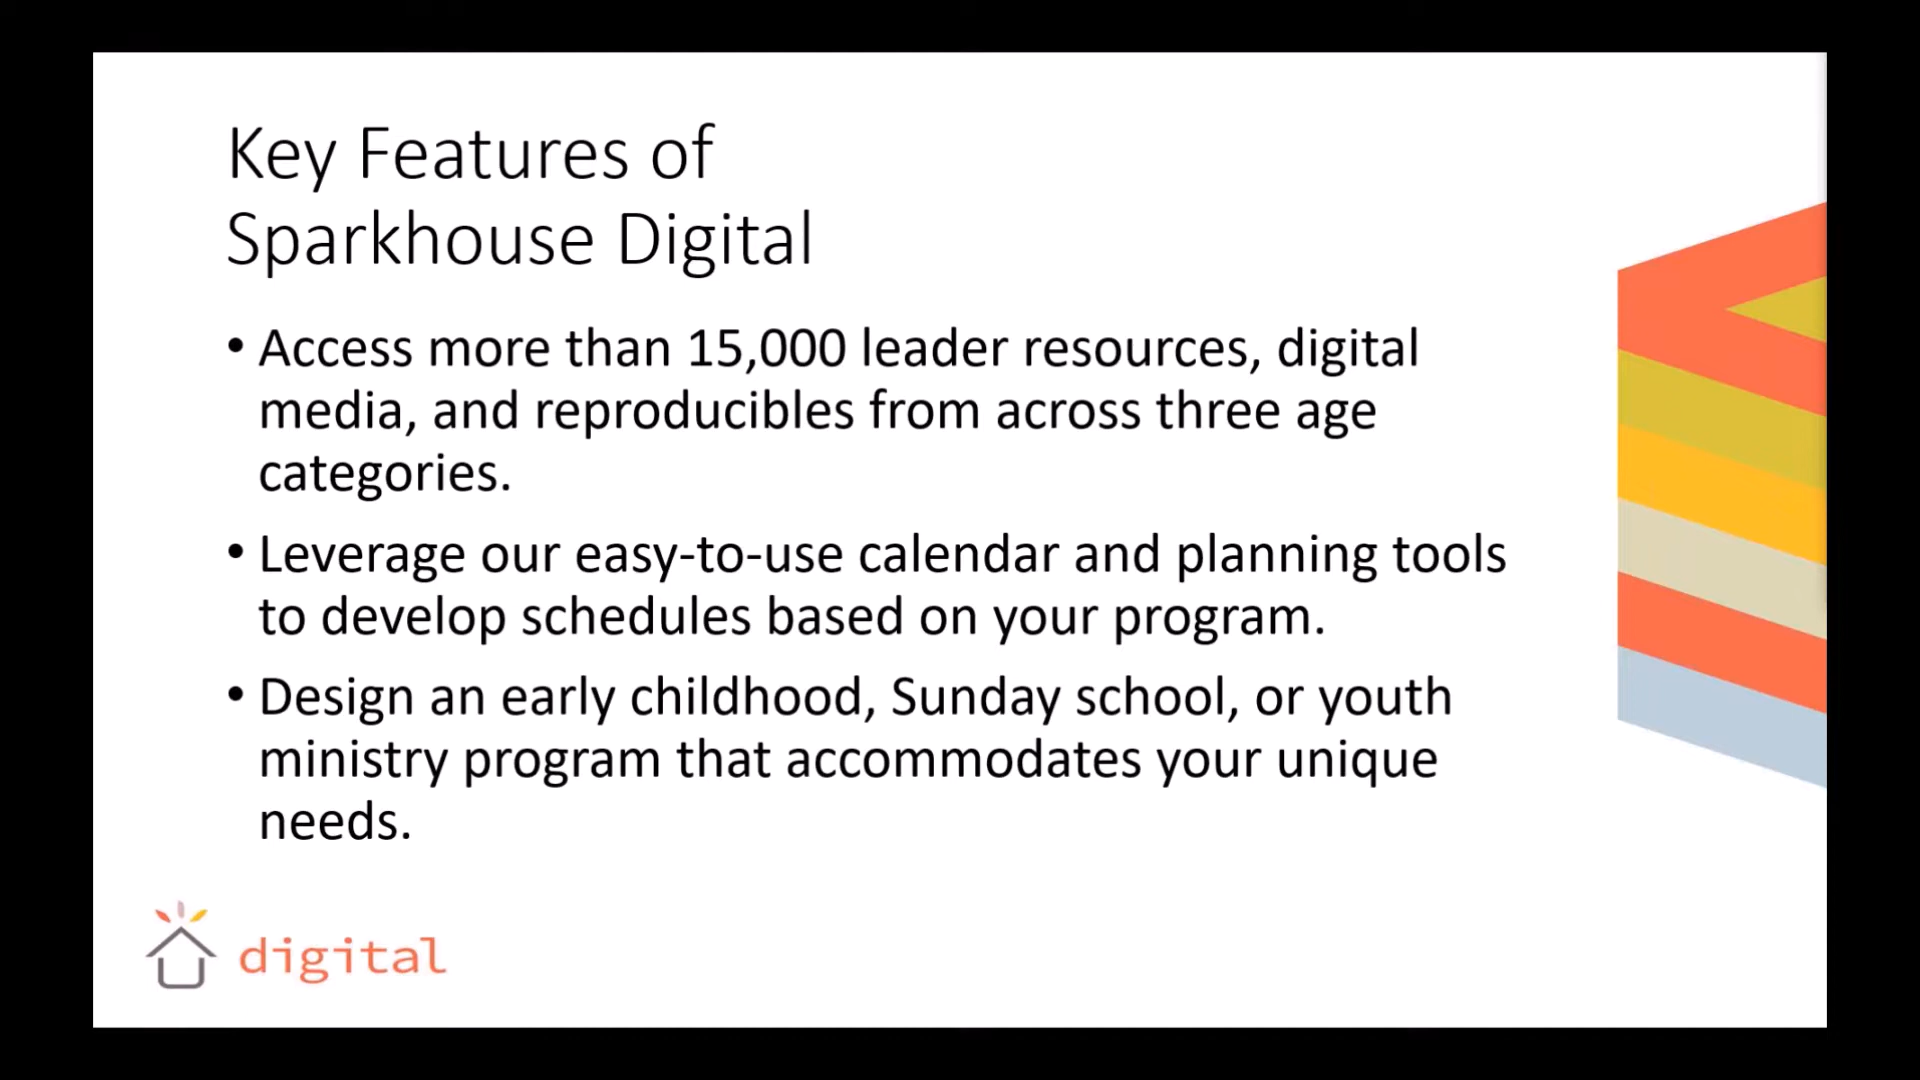 Key Features of
Sparkhouse Digital
• Access more than 15,000 leader resources, digital
media, and reproducibles from across three age
categories.
• Leverage our easy-to-use calendar and planning tools
to develop schedules based on your program.
• Design an early childhood, Sunday school, or youth
ministry program that accommodates your unique
needs.
digital